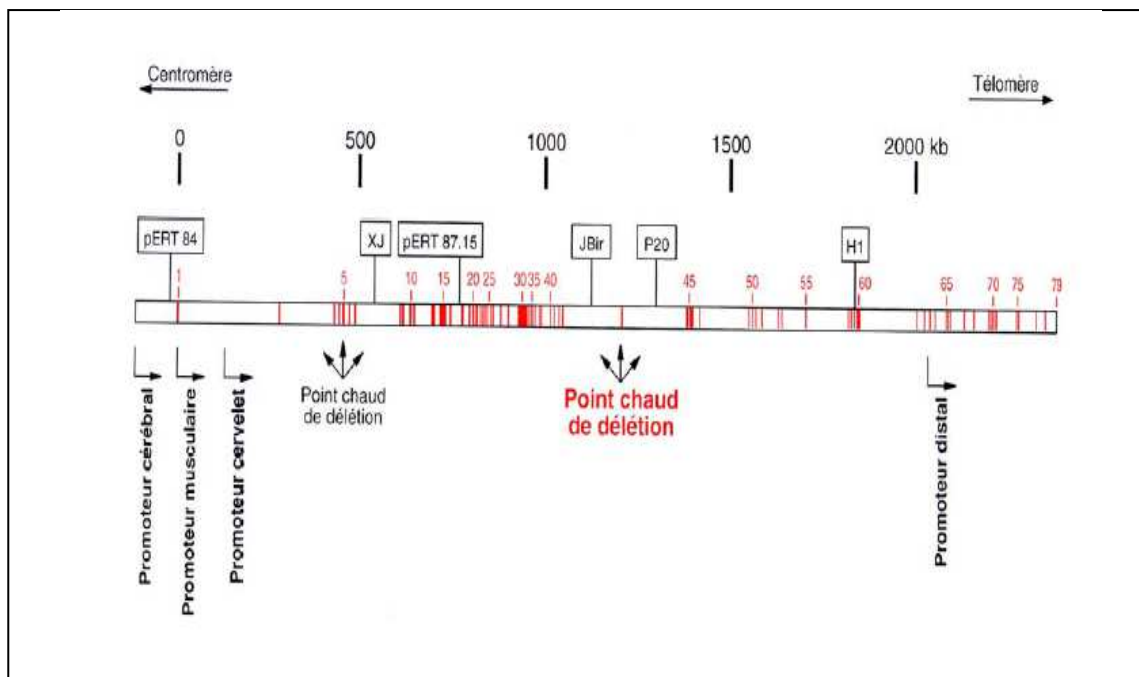 Centromère Télomère
0 500 1000 1500 2000 kb
pERT 84 XJ pERT 87.15 JBir P20 H1
1 5 10 15 20 25 30 35 40 45 50 55 60 65 70 75 79
Point chaud
de délétion
Point chaud
de délétion
Promoteur cérébral
Promoteur musculaire
Promoteur cervelet
Promoteur distal